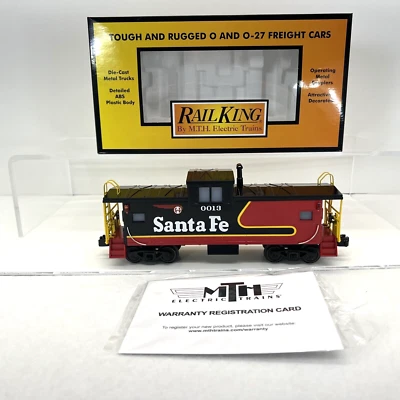 TOUGH AND RUGGED O AND O-27 FREIGHT CARS
Die-Cast
Metal Trucks
Detailed
ABS
Plastic Body
Operating
Metal
Couplers
Attractive
Decoration
RAILKING
By M.T.H. Electric Trains
0013
Santa Fe
MTH
ELECTRIC TRAINS
WARRANTY REGISTRATION CARD
To register your new product, please visit our website:
www.mthtrains.com/warranty